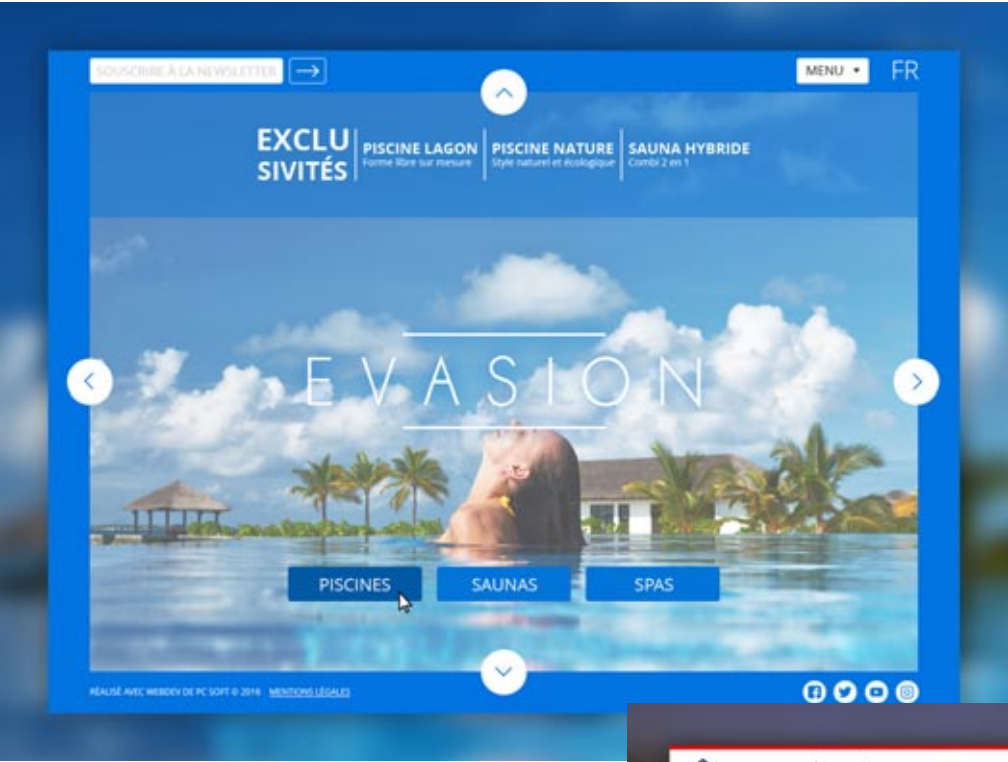 SOUSCRIRE À LA NEWSLETTER
MENU
FR
EXCLU
SIVITÉS
PISCINE LAGON
Forme libre sur mesure
PISCINE NATURE
Style naturel et écologique
SAUNA HYBRIDE
Combi 2 en 1
EVASION
PISCINES
SAUNAS
SPAS
RÉALISÉ AVEC WEBDEV DE PC SOFT © 2016 MENTIONS LÉGALES